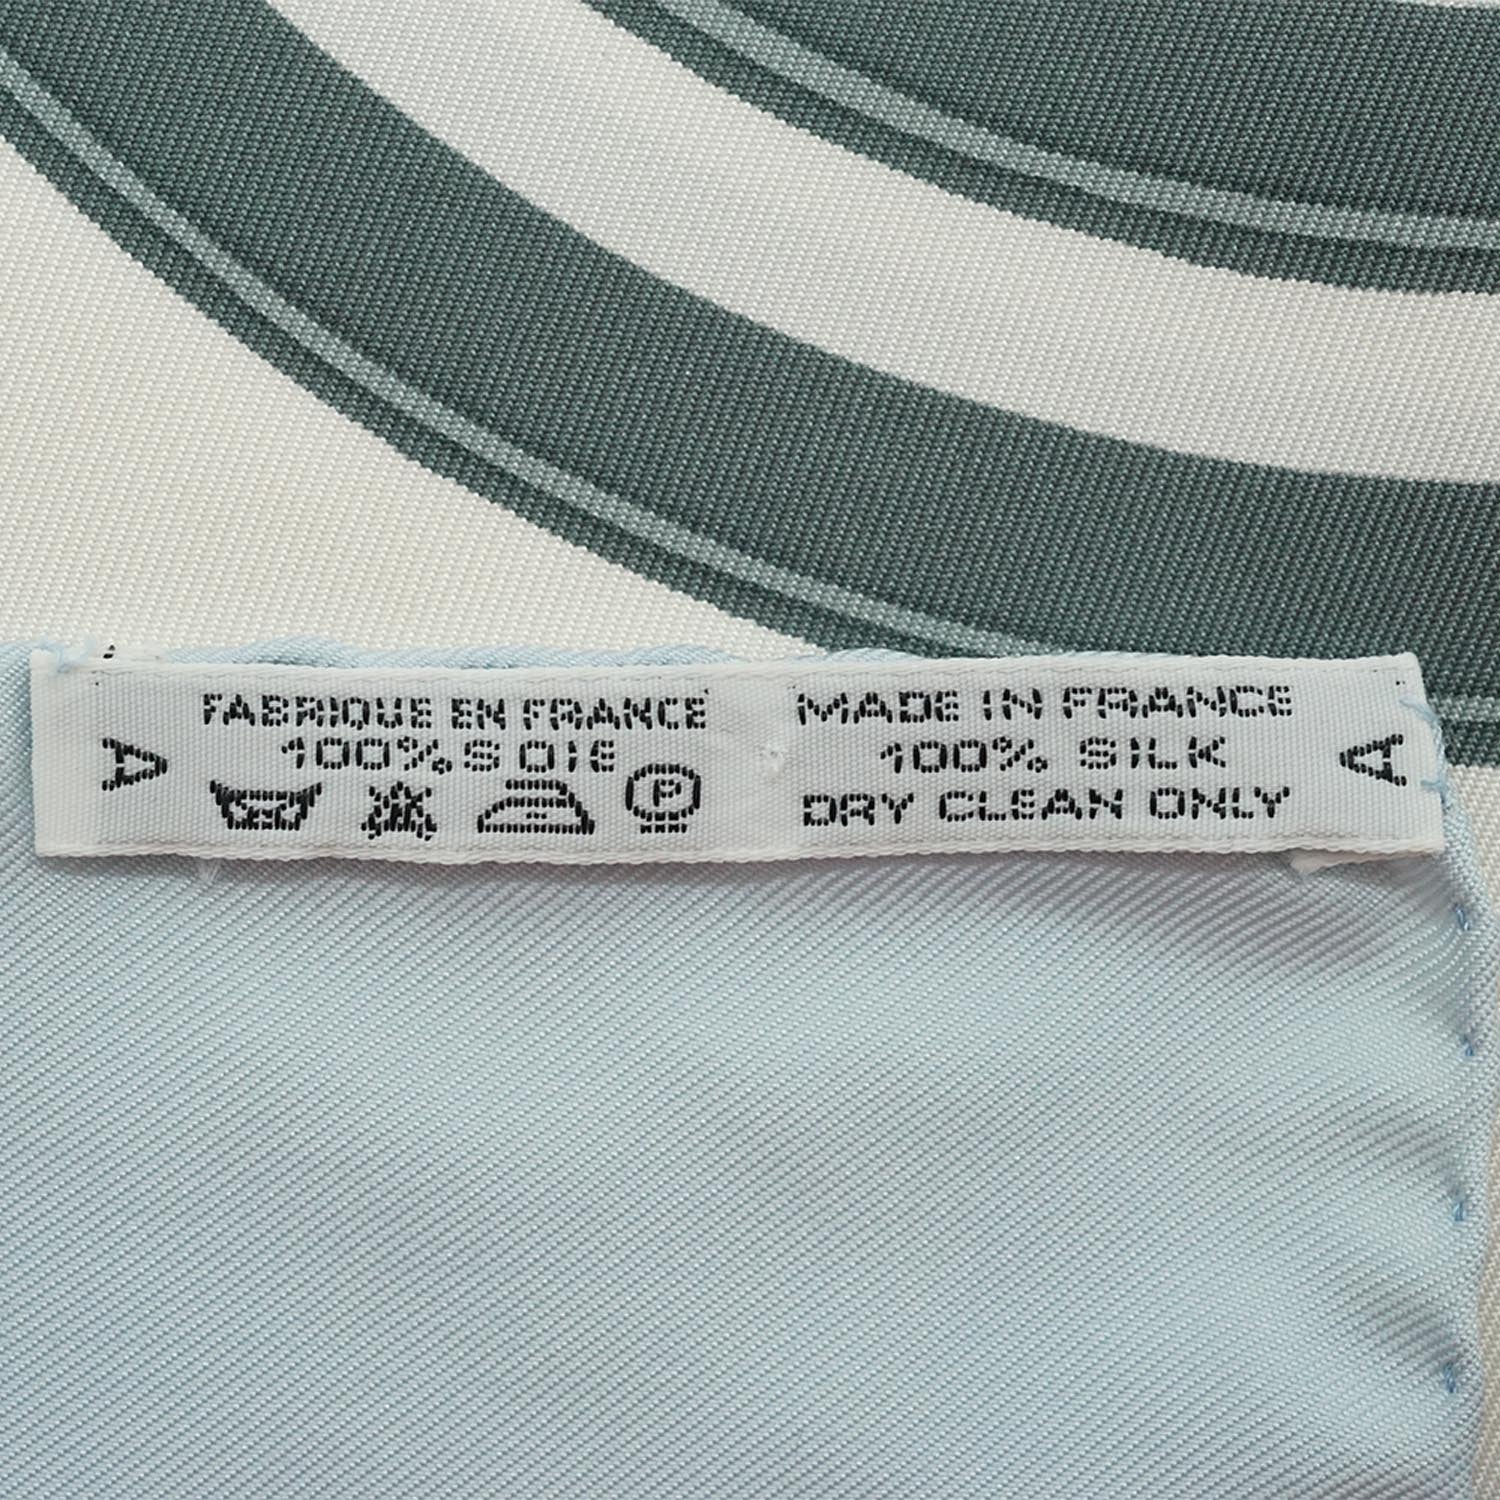 A
FABRIQUE EN FRANCE
100% SOIE
P
MADE IN FRANCE
100% SILK
DRY CLEAN ONLY
A